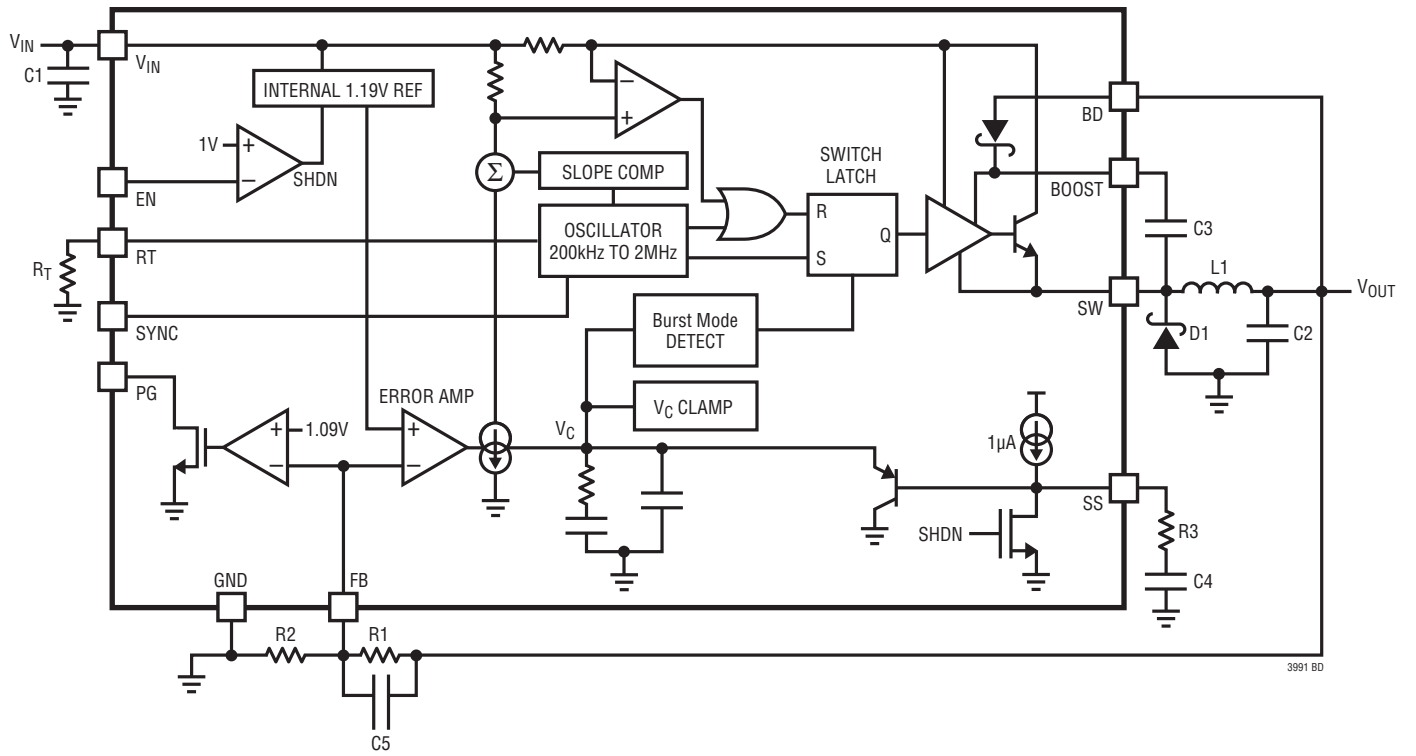 V_IN
V_IN
C1
INTERNAL 1.19V REF
1V
+
−
SHDN
EN
RT
R_T
SYNC
PG
−
+
Σ
SLOPE COMP
OSCILLATOR
200kHz TO 2MHz
SWITCH
LATCH
R
S
Q
BD
BOOST
C3
SW
L1
V_OUT
D1
C2
Burst Mode
DETECT
V_C CLAMP
ERROR AMP
+
−
1.09V
+
−
V_C
1µA
SS
SHDN
R3
C4
GND
FB
R2
R1
C5
3991 BD